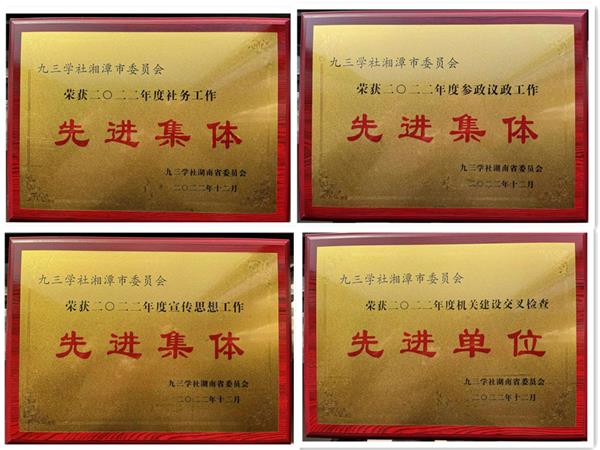 九三学社湘潭市委员会
荣获二〇二二年度社务工作
先进集体
九三学社湖南省委员会
二〇二二年十二月
九三学社湘潭市委员会
荣获二〇二二年度参政议政工作
先进集体
九三学社湖南省委员会
二〇二二年十二月
九三学社湘潭市委员会
荣获二〇二二年度宣传思想工作
先进集体
九三学社湖南省委员会
二〇二二年十二月
九三学社湘潭市委员会
荣获二〇二二年度机关建设交叉检查
先进单位
九三学社湖南省委员会
二〇二二年十二月